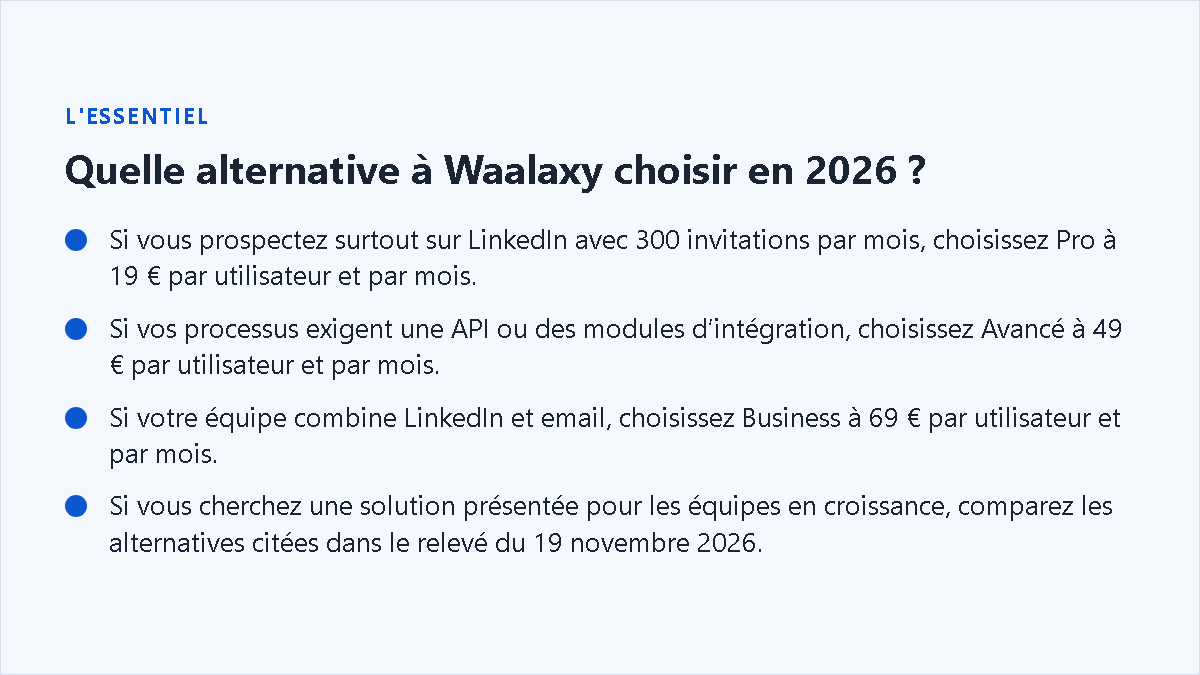 L'ESSENTIEL
Quelle alternative à Waalaxy choisir en 2026 ?
Si vous prospectez surtout sur LinkedIn avec 300 invitations par mois, choisissez Pro à
19 € par utilisateur et par mois.
Si vos processus exigent une API ou des modules d’intégration, choisissez Avancé à 49
€ par utilisateur et par mois.
Si votre équipe combine LinkedIn et email, choisissez Business à 69 € par utilisateur et
par mois.
Si vous cherchez une solution présentée pour les équipes en croissance, comparez les
alternatives citées dans le relevé du 19 novembre 2026.